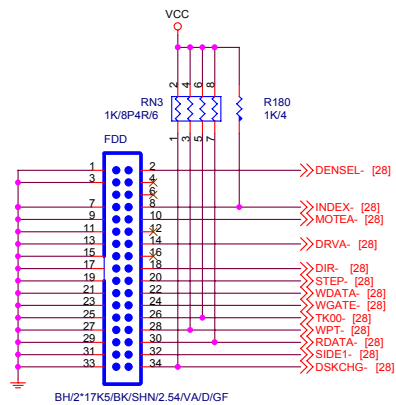 VCC
2 4 6 8
RN3
1K/8P4R/6
R180
1K/4
1 3 5 7
FDD
1 2 DENSEL- [28]
3 4
6
7 8 INDEX- [28]
9 10 MOTEA- [28]
11 12
13 14 DRVA- [28]
15 16
17 18 DIR- [28]
19 20 STEP- [28]
21 22 WDATA- [28]
23 24 WGATE- [28]
25 26 TK00- [28]
27 28 WPT- [28]
29 30 RDATA- [28]
31 32 SIDE1- [28]
33 34 DSKCHG- [28]
BH/2*17K5/BK/SHN/2.54/VA/D/GF